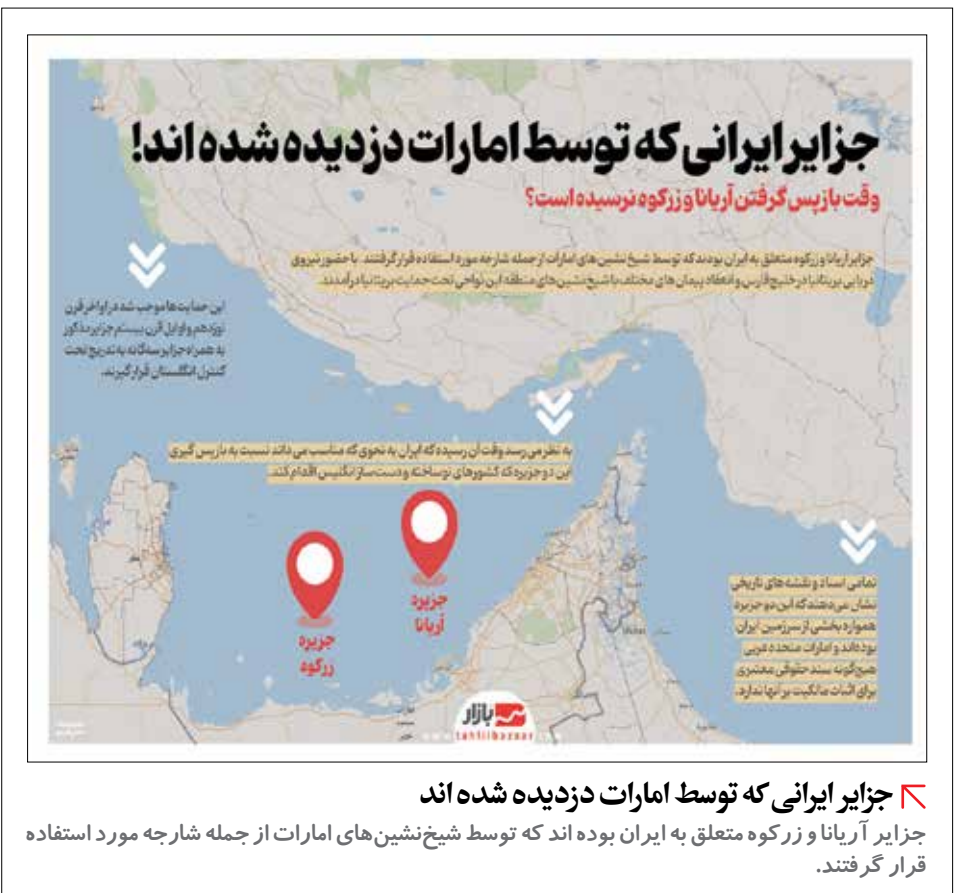 جزایر ایرانی که توسط امارات دزدیده شده اند!
وقت بازپس گرفتن آریانا و زرکوه نرسیده است؟
جزایر آریانا و زرکوه متعلق به ایران بودند که توسط شیخ نشین های امارات از جمله شارجه مورد استفاده قرار گرفتند. با حضور نیروی
دریایی بریتانیا در خلیج فارس و انعقاد پیمان های مختلف با شیخ نشین های منطقه این نواحی تحت حمایت بریتانیا درآمدند.
این حمایت ها موجب شد در اواخر قرن
نوزدهم و اوایل قرن بیستم جزایر مذکور
به همراه جزایر سه گانه به تدریج تحت
کنترل انگلستان قرار گیرند.
به نظر می رسد وقت آن رسیده که ایران به نحوی که مناسب می داند نسبت به بازپس گیری
این دو جزیره که کشورهای نوساخته و دست ساز انگلیس اقدام کند.
تمامی اسناد و نقشه های تاریخی
نشان می دهند که این دو جزیره
همواره بخشی از سرزمین ایران
بوده اند و امارات متحده عربی
هیچ گونه سند حقوقی معتبری
برای اثبات مالکیت بر آنها ندارد.
جزیره
آریانا
جزیره
زرکوه
بازار
www.tahlilbazaar.com
جزایر ایرانی که توسط امارات دزدیده شده اند
جزایر آریانا و زرکوه متعلق به ایران بوده اند که توسط شیخ‌نشین‌های امارات از جمله شارجه مورد استفاده
قرار گرفتند.